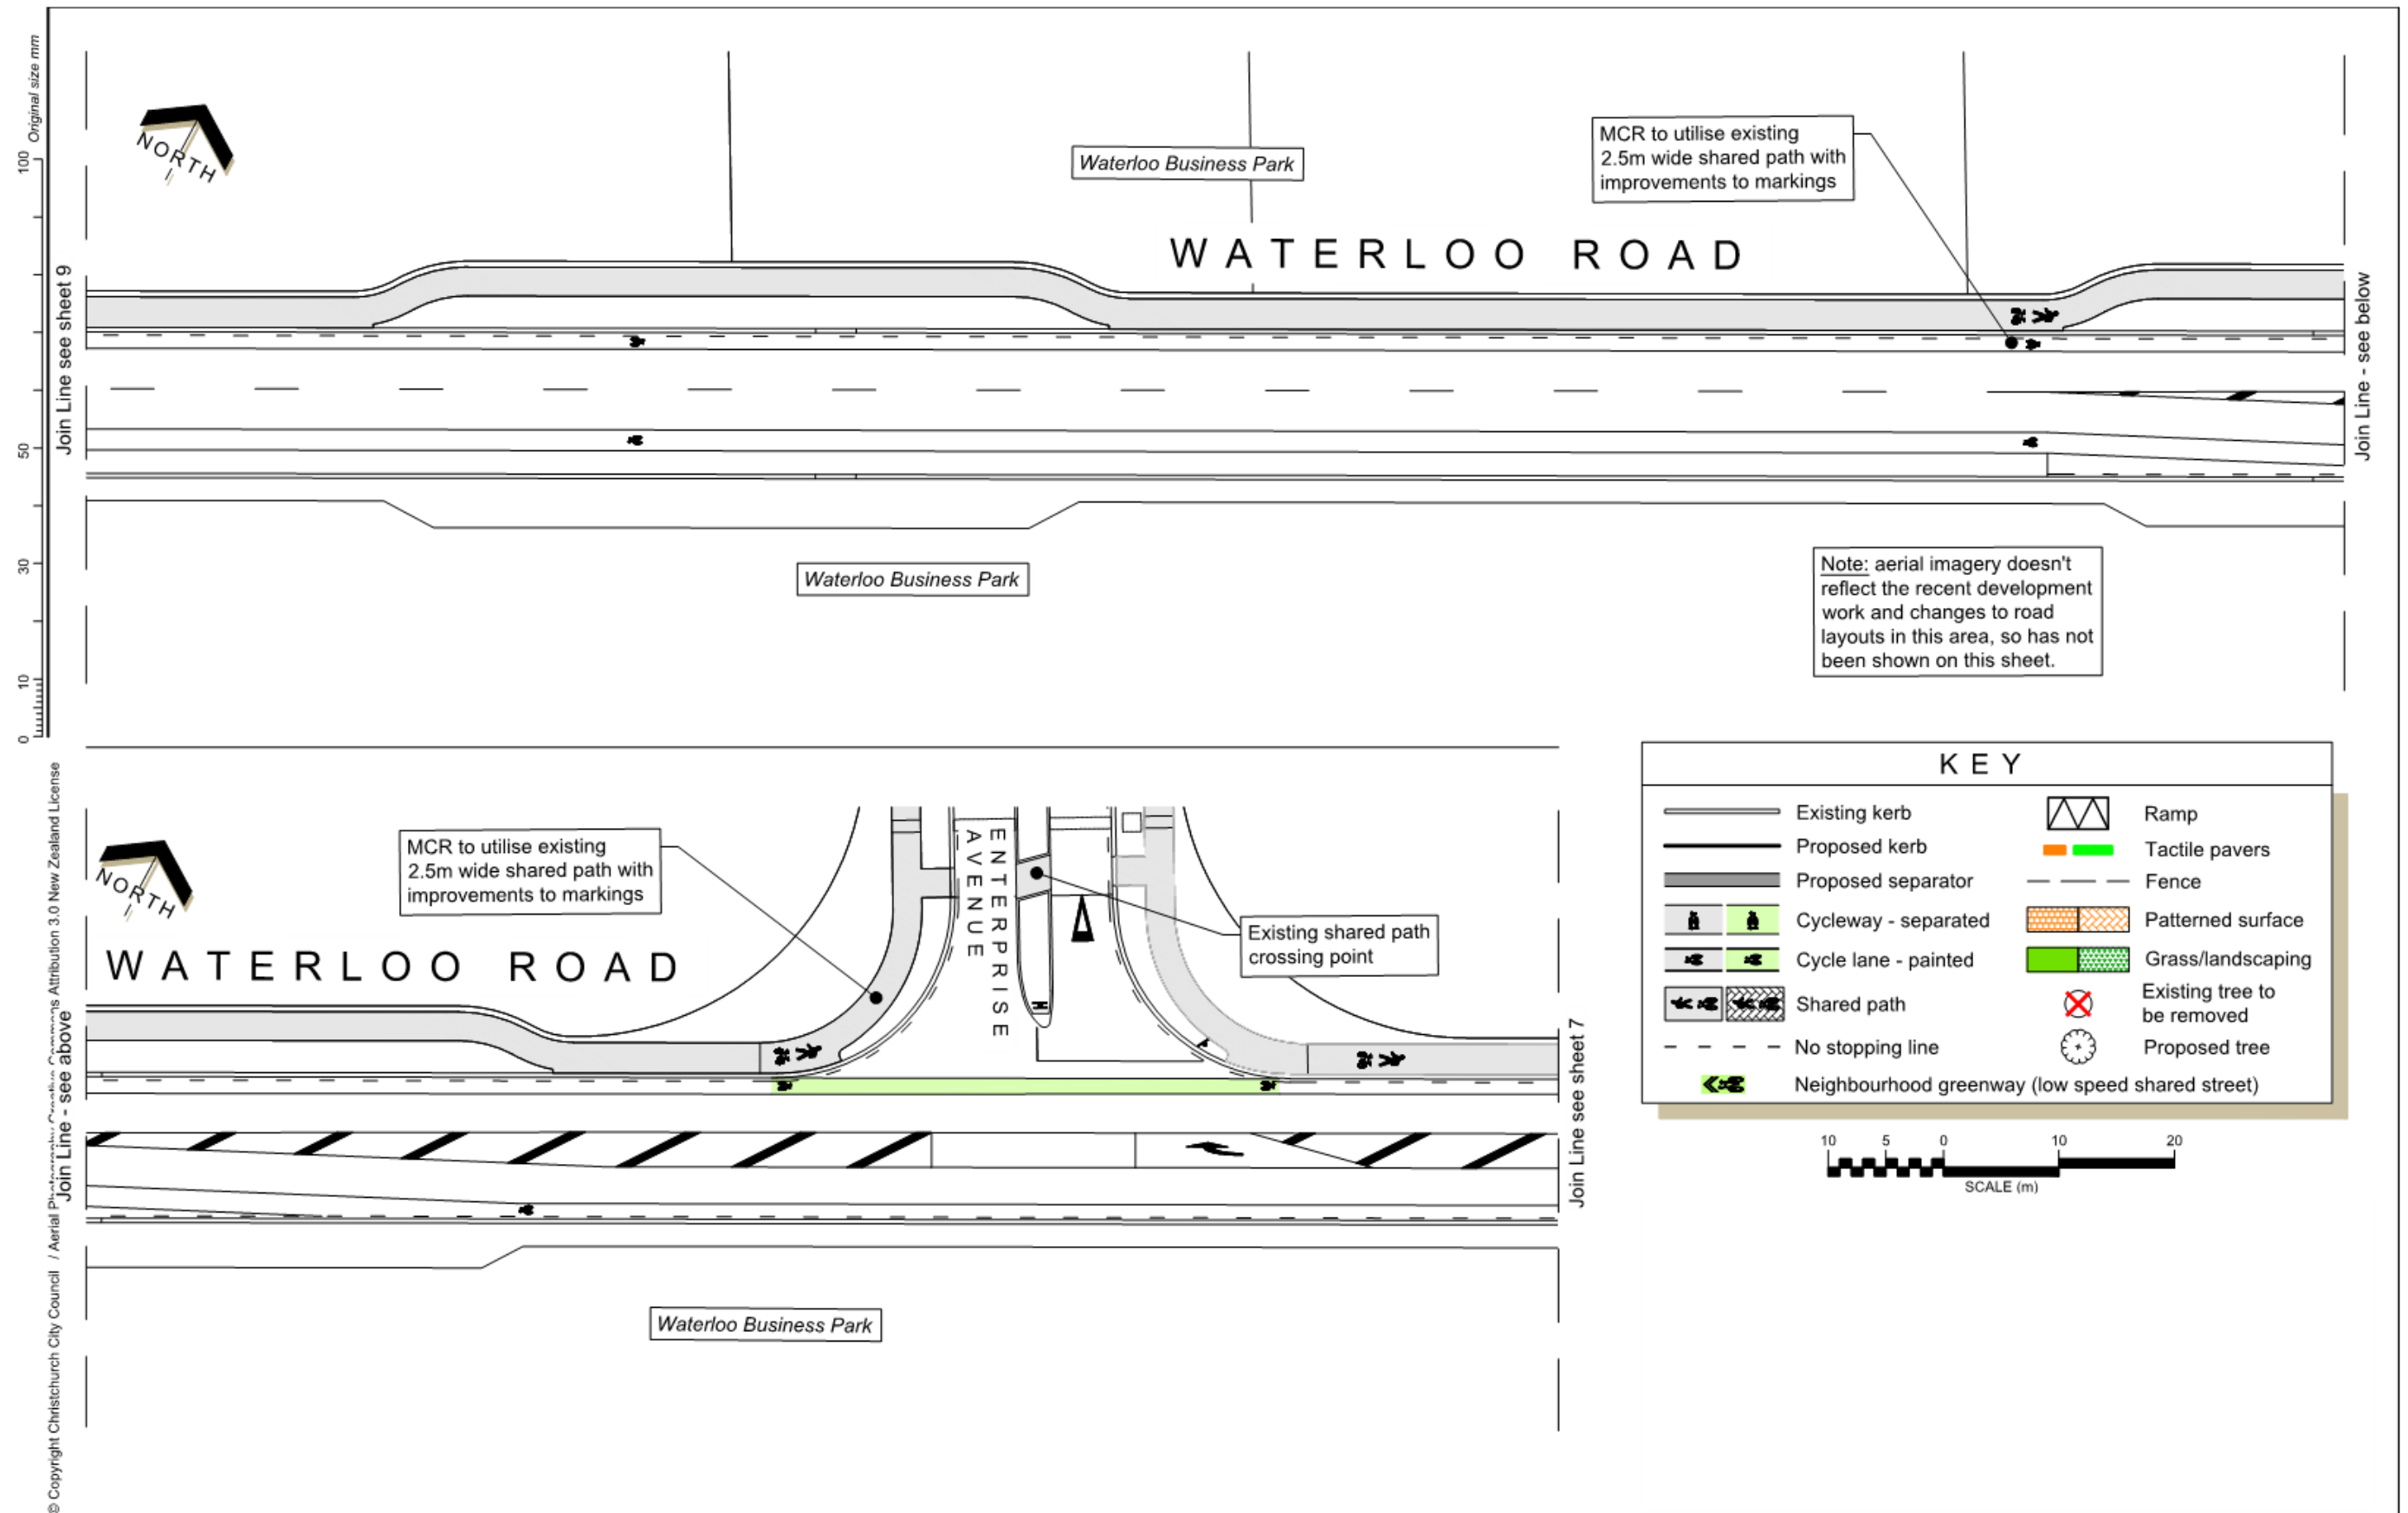 Original size mm
100
50
30
10
0
NORTH
Waterloo Business Park
MCR to utilise existing
2.5m wide shared path with
improvements to markings
WATERLOO ROAD
Join Line see sheet 9
Join Line - see below
Waterloo Business Park
Note: aerial imagery doesn't
reflect the recent development
work and changes to road
layouts in this area, so has not
been shown on this sheet.
NORTH
MCR to utilise existing
2.5m wide shared path with
improvements to markings
ENTERPRISE
AVENUE
Existing shared path
crossing point
WATERLOO ROAD
Join Line - see above
Join Line see sheet 7
Waterloo Business Park
© Copyright Christchurch City Council / Aerial Photography Creative Commons Attribution 3.0 New Zealand License
KEY
Existing kerb
Proposed kerb
Proposed separator
Cycleway - separated
Cycle lane - painted
Shared path
No stopping line
Neighbourhood greenway (low speed shared street)
Ramp
Tactile pavers
Fence
Patterned surface
Grass/landscaping
Existing tree to
be removed
Proposed tree
10 5 0 10 20
SCALE (m)